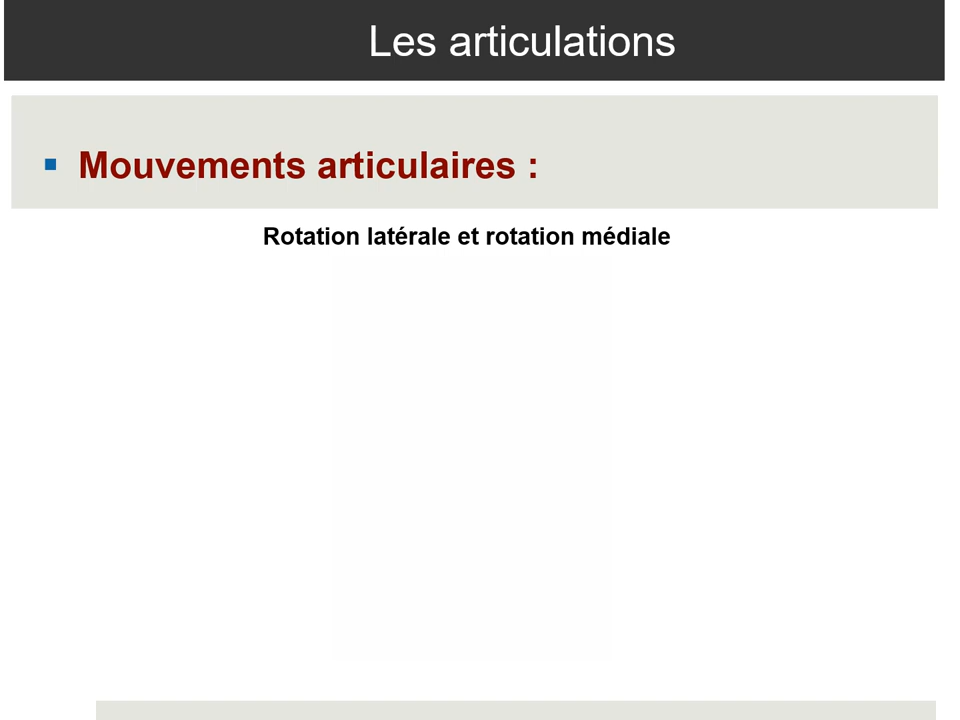 Les articulations
Mouvements articulaires :
Rotation latérale et rotation médiale